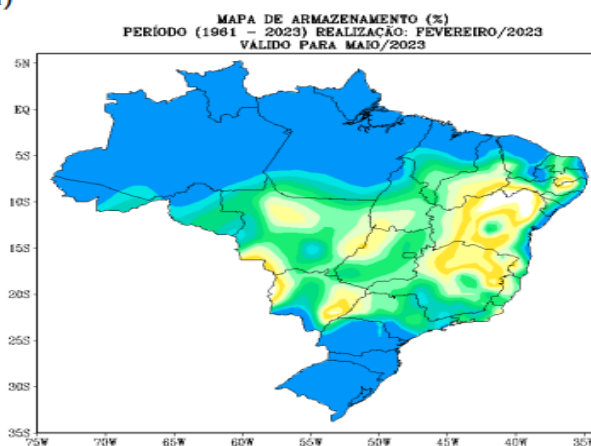 )
MAPA DE ARMAZENAMENTO (%)
PERÍODO (1961 – 2023) REALIZAÇÃO: FEVEREIRO/2023
VÁLIDO PARA MAIO/2023
5N
EQ
5S
10S
15S
20S
25S
30S
35S
75W 70W 65W 60W 55W 50W 45W 40W 35W